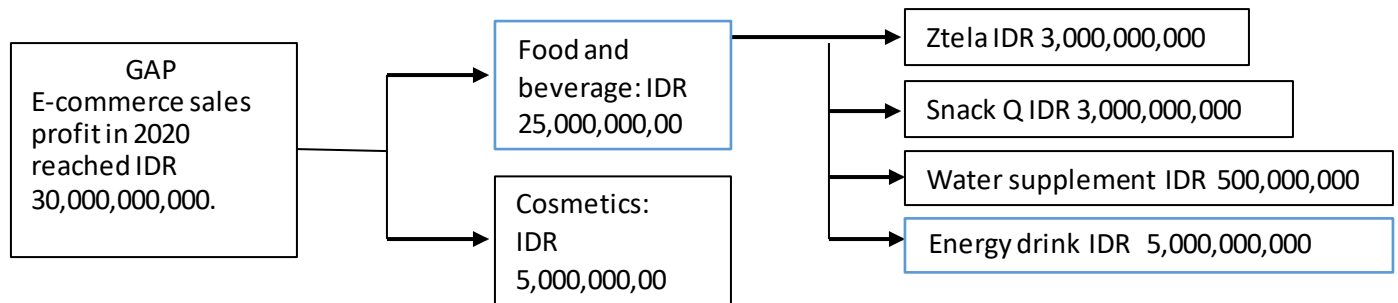 GAP
E-commerce sales
profit in 2020
reached IDR
30,000,000,000.
Food and
beverage: IDR
25,000,000,00
Cosmetics:
IDR
5,000,000,00
Ztela IDR 3,000,000,000
Snack Q IDR 3,000,000,000
Water supplement IDR 500,000,000
Energy drink IDR 5,000,000,000